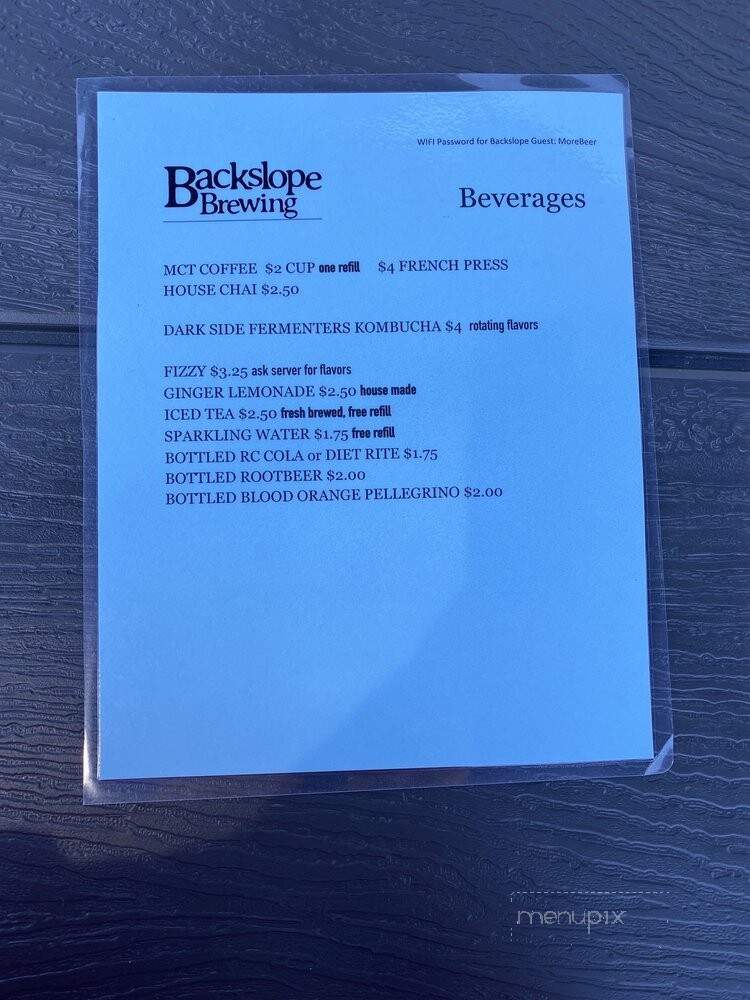 WIFI Password for Backslope Guest: MoreBeer
Backslope
Brewing
Beverages
MCT COFFEE $2 CUP one refill $4 FRENCH PRESS
HOUSE CHAI $2.50
DARK SIDE FERMENTERS KOMBUCHA $4 rotating flavors
FIZZY $3.25 ask server for flavors
GINGER LEMONADE $2.50 house made
ICED TEA $2.50 fresh brewed, free refill
SPARKLING WATER $1.75 free refill
BOTTLED RC COLA or DIET RITE $1.75
BOTTLED ROOTBEER $2.00
BOTTLED BLOOD ORANGE PELLEGRINO $2.00
menupix